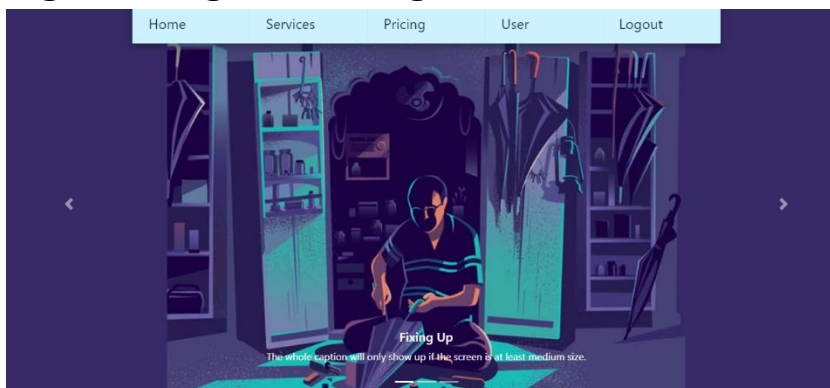 Home Services Pricing User Logout
Fixing Up
The whole caption will only show up if the screen is at least medium size.